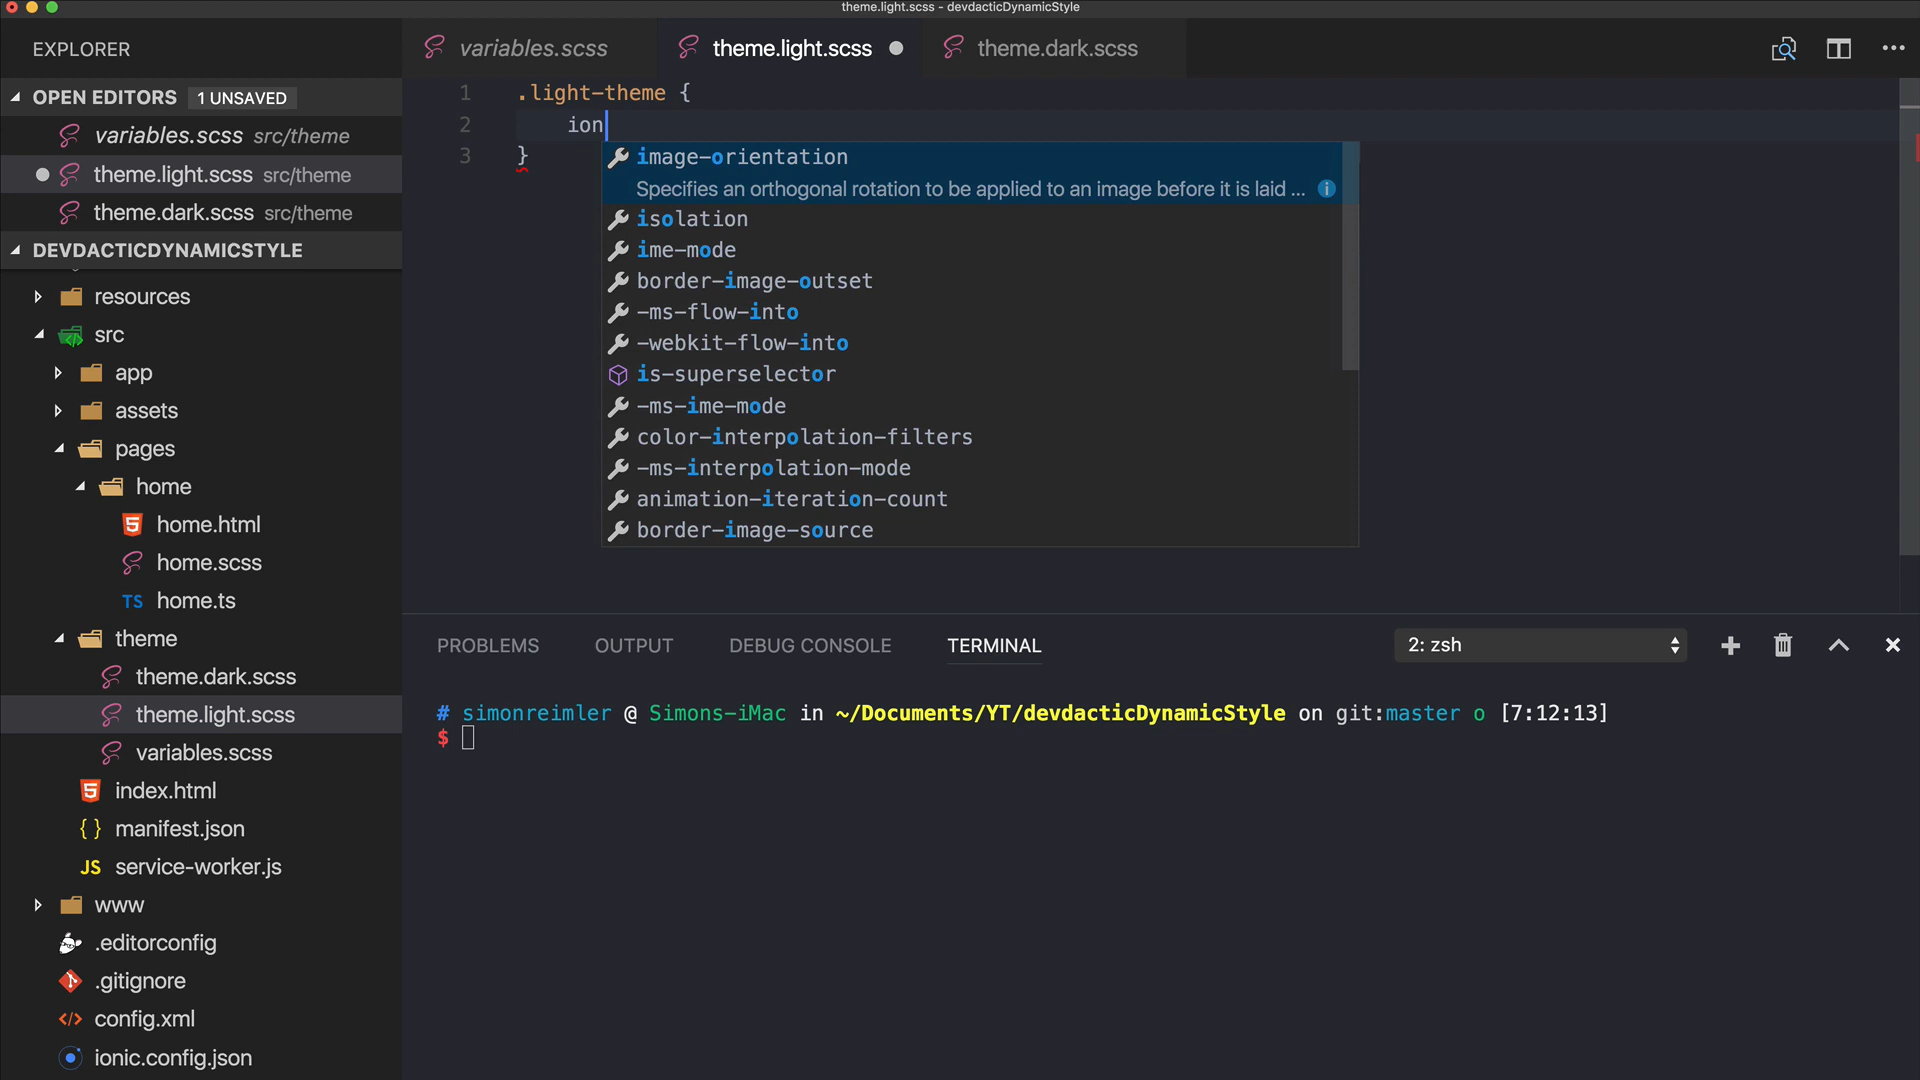 theme.light.scss - devdacticDynamicStyle
EXPLORER
OPEN EDITORS 1 UNSAVED
variables.scss src/theme
theme.light.scss src/theme
theme.dark.scss src/theme
DEVDACTICDYNAMICSTYLE
resources
src
app
assets
pages
home
home.html
home.scss
TS home.ts
theme
theme.dark.scss
theme.light.scss
variables.scss
index.html
{ } manifest.json
JS service-worker.js
www
.editorconfig
.gitignore
</> config.xml
ionic.config.json
variables.scss theme.light.scss theme.dark.scss
1 .light-theme {
2 ion
3 }
image-orientation
Specifies an orthogonal rotation to be applied to an image before it is laid ...
isolation
ime-mode
border-image-outset
-ms-flow-into
-webkit-flow-into
is-superselector
-ms-ime-mode
color-interpolation-filters
-ms-interpolation-mode
animation-iteration-count
border-image-source
PROBLEMS OUTPUT DEBUG CONSOLE TERMINAL 2: zsh
# simonreimler @ Simons-iMac in ~/Documents/YT/devdacticDynamicStyle on git:master o [7:12:13]
$